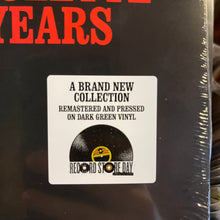 YEARS
A BRAND NEW
COLLECTION
REMASTERED AND PRESSED
ON DARK GREEN VINYL
RECORD STORE DAY